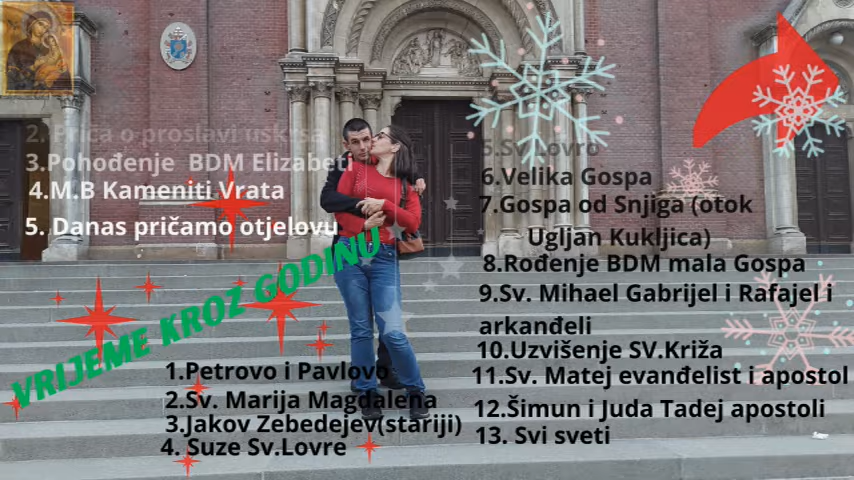 2. Priča o proslavi uskrsa
3.Pohođenje BDM Elizabeti
4.M.B Kameniti Vrata
5. Danas pričamo otjelovu
VRIJEME KROZ GODINU
1.Petrovo i Pavlovo
2.Sv. Marija Magdalena
3.Jakov Zebedejev(stariji)
4. Suze Sv.Lovre
5.Sv.Lovro
6.Velika Gospa
7.Gospa od Snjiga (otok
Ugljan Kukljica)
8.Rođenje BDM mala Gospa
9.Sv. Mihael Gabrijel i Rafajel i
arkanđeli
10.Uzvišenje SV.Križa
11.Sv. Matej evanđelist i apostol
12.Šimun i Juda Tadej apostoli
13. Svi sveti